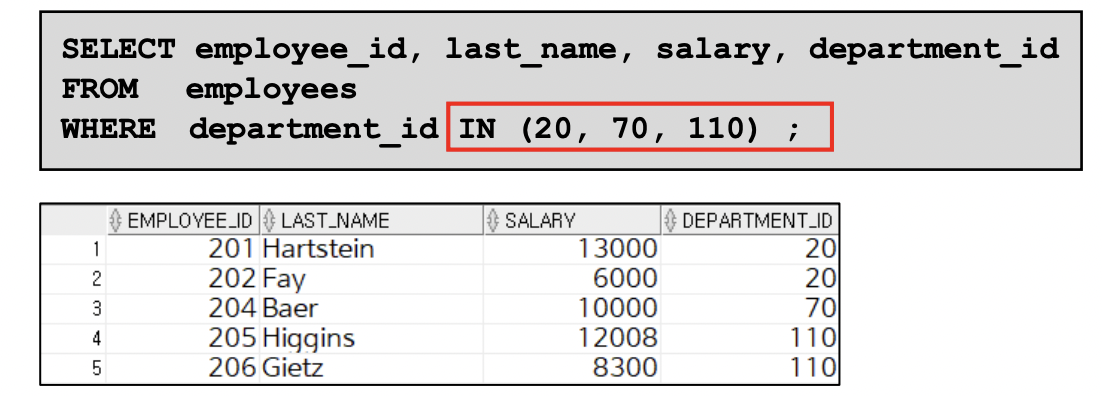 SELECT employee_id, last_name, salary, department_id
FROM employees
WHERE department_id IN (20, 70, 110) ;
EMPLOYEE_ID LAST_NAME SALARY DEPARTMENT_ID
1 201 Hartstein 13000 20
2 202 Fay 6000 20
3 204 Baer 10000 70
4 205 Higgins 12008 110
5 206 Gietz 8300 110